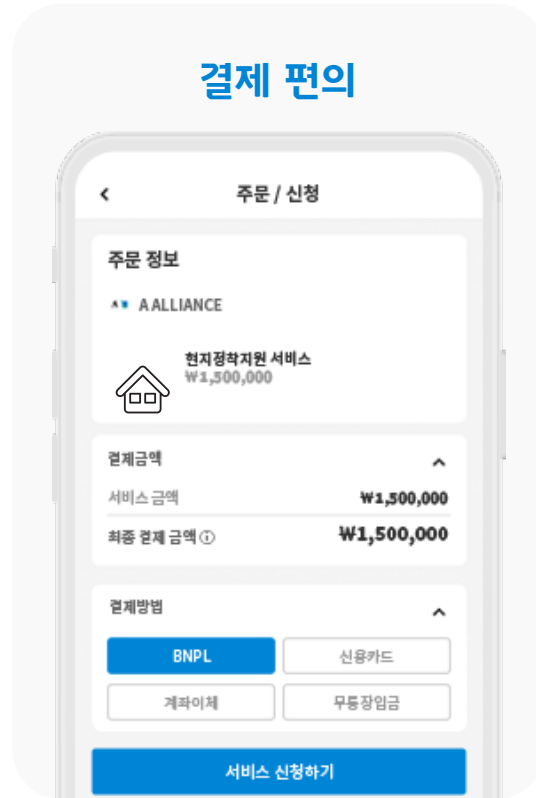 결제 편의
주문 / 신청
주문 정보
A ALLIANCE
현지정착지원 서비스
₩1,500,000
결제금액
서비스 금액 ₩1,500,000
최종 결제 금액 ₩1,500,000
결제방법
BNPL 신용카드
계좌이체 무통장입금
서비스 신청하기